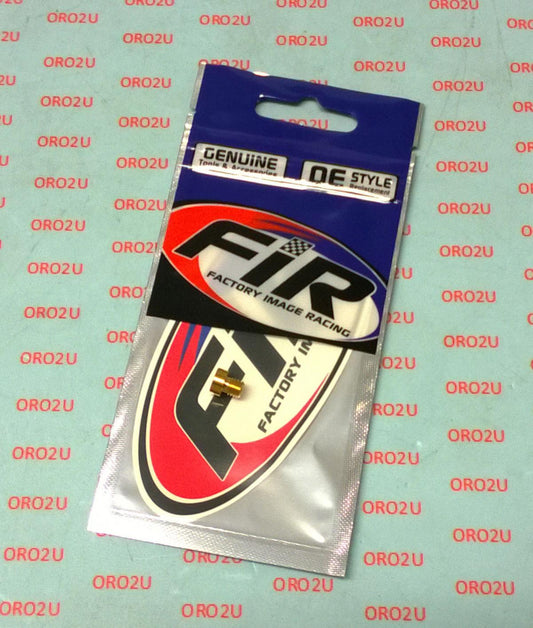 GENUINE
Tools & Accessories
OE STYLE
Replacement
FIR
FACTORY IMAGE RACING
FIR
FACTORY IM
ORO2U